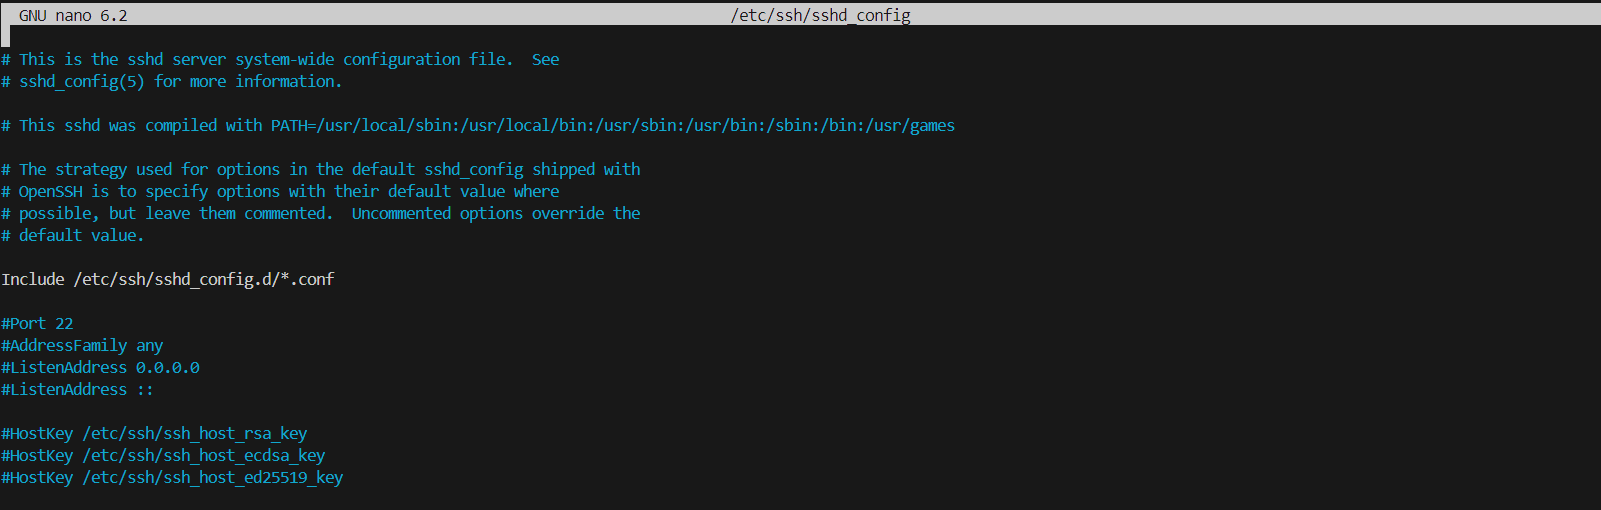 GNU nano 6.2 /etc/ssh/sshd_config
# This is the sshd server system-wide configuration file.  See
# sshd_config(5) for more information.
# This sshd was compiled with PATH=/usr/local/sbin:/usr/local/bin:/usr/sbin:/usr/bin:/sbin:/bin:/usr/games
# The strategy used for options in the default sshd_config shipped with
# OpenSSH is to specify options with their default value where
# possible, but leave them commented.  Uncommented options override the
# default value.
Include /etc/ssh/sshd_config.d/*.conf
#Port 22
#AddressFamily any
#ListenAddress 0.0.0.0
#ListenAddress ::
#HostKey /etc/ssh/ssh_host_rsa_key
#HostKey /etc/ssh/ssh_host_ecdsa_key
#HostKey /etc/ssh/ssh_host_ed25519_key